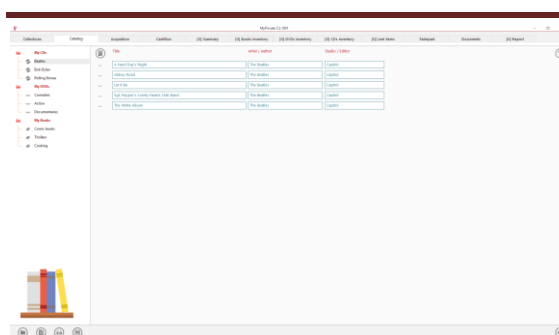 MyPrivate CL DB1
Collections Catalog Acquisition Condition [3] Summary [3] Books inventory [3] DVDs inventory [3] CDs inventory [3] Lent items Notepad Documents [3] Report
My CDs
Beatles
Bob Dylan
Rolling Stones
My DVDs
Comedies
Action
Documentaries
My Books
Comic books
Thrillers
Cooking
Title Artist / Author Studio / Editor
A Hard Day's Night The Beatles Capitol
Abbey Road The Beatles Capitol
Let It Be The Beatles Capitol
Sgt. Pepper's Lonely Hearts Club Band The Beatles Capitol
The White Album The Beatles Capitol